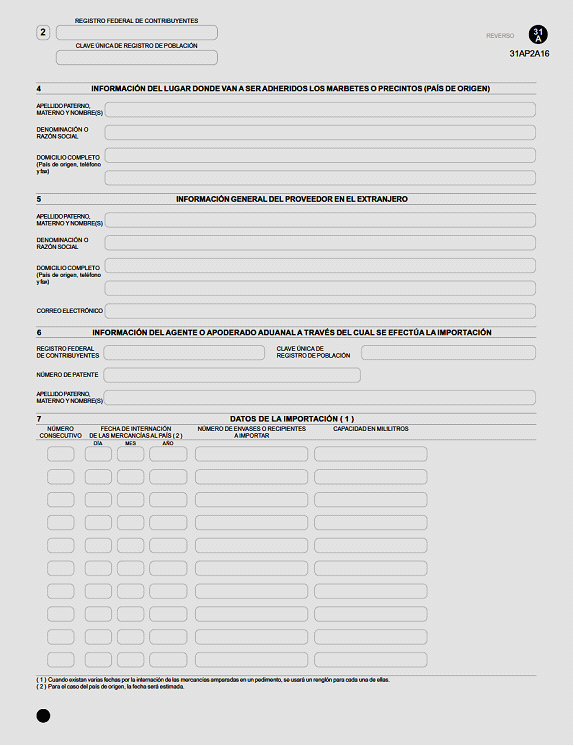 REGISTRO FEDERAL DE CONTRIBUYENTES
2
CLAVE ÚNICA DE REGISTRO DE POBLACIÓN
REVERSO
31
A
31AP2A16
4 INFORMACIÓN DEL LUGAR DONDE VAN A SER ADHERIDOS LOS MARBETES O PRECINTOS (PAÍS DE ORIGEN)
APELLIDO PATERNO,
MATERNO Y NOMBRE(S)
DENOMINACIÓN O
RAZÓN SOCIAL
DOMICILIO COMPLETO
(País de origen, teléfono
y fax)
5 INFORMACIÓN GENERAL DEL PROVEEDOR EN EL EXTRANJERO
APELLIDO PATERNO,
MATERNO Y NOMBRE(S)
DENOMINACIÓN O
RAZÓN SOCIAL
DOMICILIO COMPLETO
(País de origen, teléfono
y fax)
CORREO ELECTRÓNICO
6 INFORMACIÓN DEL AGENTE O APODERADO ADUANAL A TRAVÉS DEL CUAL SE EFECTÚA LA IMPORTACIÓN
REGISTRO FEDERAL
DE CONTRIBUYENTES
CLAVE ÚNICA DE
REGISTRO DE POBLACIÓN
NÚMERO DE PATENTE
APELLIDO PATERNO,
MATERNO Y NOMBRE(S)
7 DATOS DE LA IMPORTACIÓN ( 1 )
NÚMERO
CONSECUTIVO
FECHA DE INTERNACIÓN
DE LAS MERCANCÍAS AL PAÍS ( 2 )
DÍA MES AÑO
NÚMERO DE ENVASES O RECIPIENTES
A IMPORTAR
CAPACIDAD EN MILILITROS
( 1 ) Cuando existan varias fechas por la internación de las mercancías amparadas en un pedimento, se usará un renglón para cada una de ellas.
( 2 ) Para el caso del país de origen, la fecha será estimada.